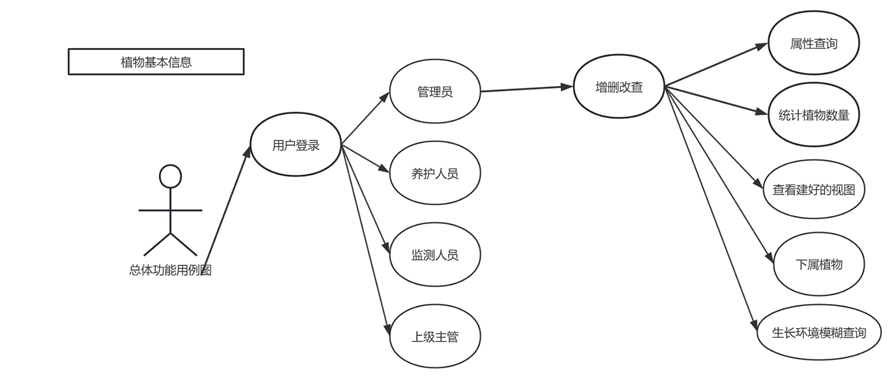 植物基本信息
总体功能用例图
用户登录
管理员
养护人员
监测人员
上级主管
增删改查
属性查询
统计植物数量
查看建好的视图
下属植物
生长环境模糊查询